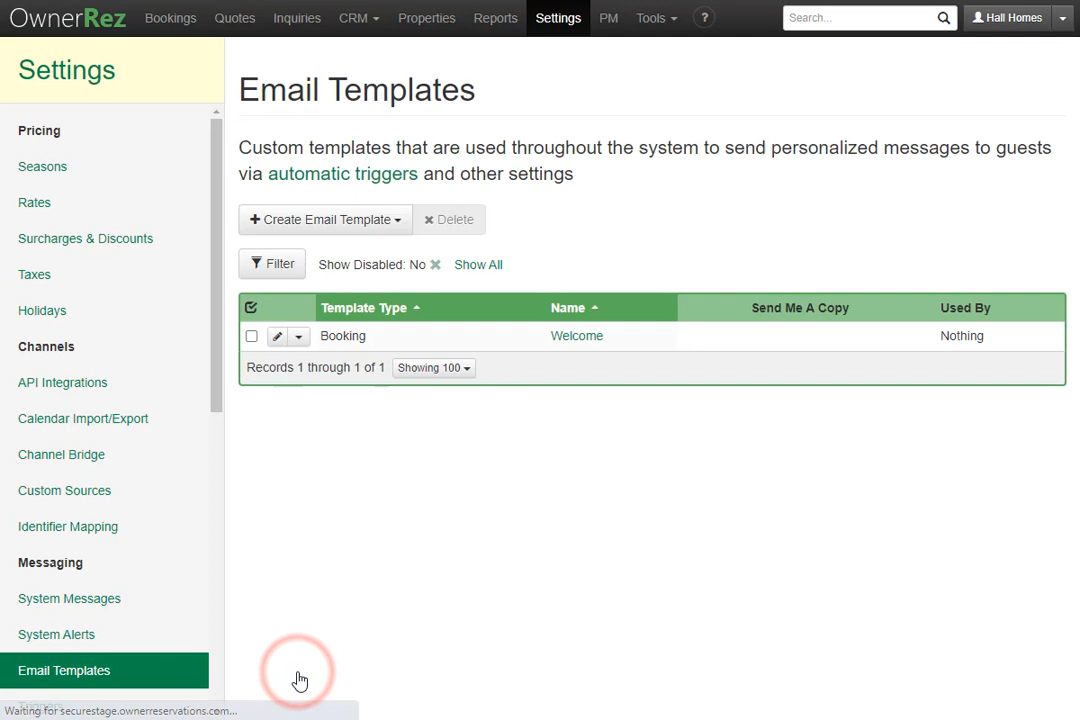 OwnerRez Bookings Quotes Inquiries CRM Properties Reports Settings PM Tools ? Search... Hall Homes
Settings
Pricing
Seasons
Rates
Surcharges & Discounts
Taxes
Holidays
Channels
API Integrations
Calendar Import/Export
Channel Bridge
Custom Sources
Identifier Mapping
Messaging
System Messages
System Alerts
Email Templates
Triggers
Waiting for securestage.ownerreservations.com...
Email Templates
Custom templates that are used throughout the system to send personalized messages to guests
via automatic triggers and other settings
Create Email Template Delete
Filter Show Disabled: No Show All
Template Type Name Send Me A Copy Used By
Booking Welcome Nothing
Records 1 through 1 of 1 Showing 100